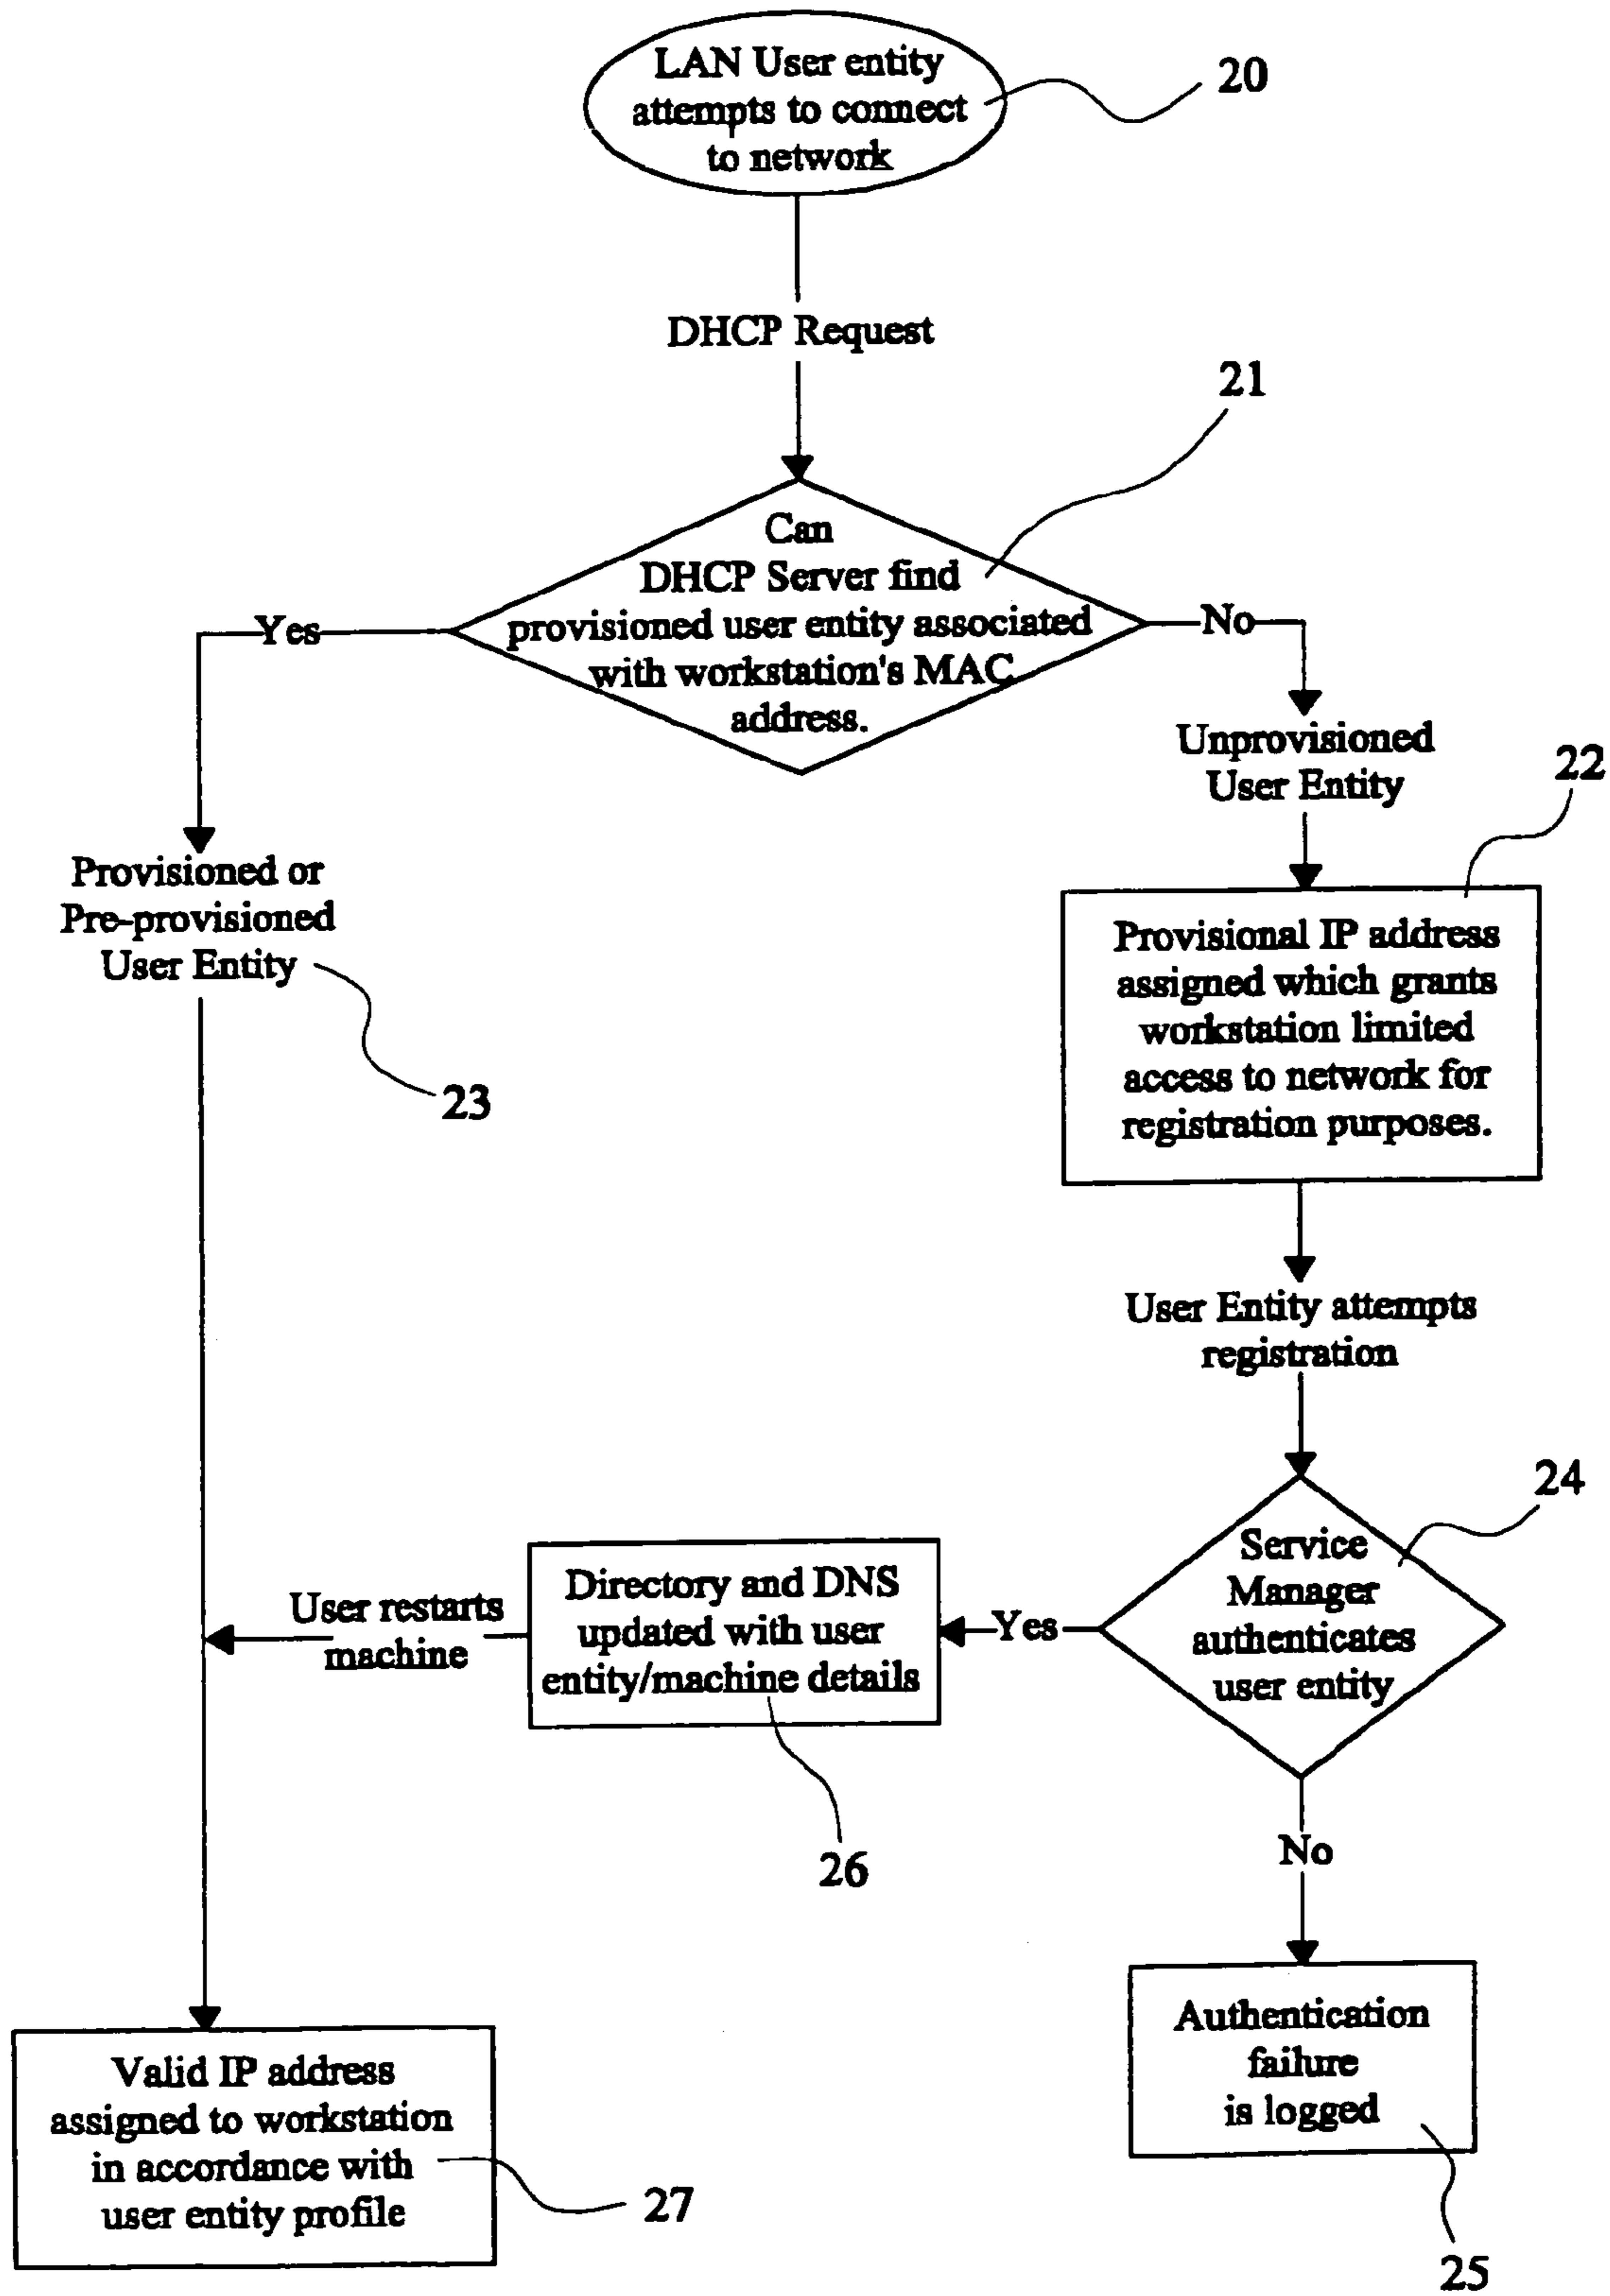 LAN User entity
attempts to connect
to network
20
DHCP Request
21
Can
DHCP Server find
provisioned user entity associated
with workstation's MAC
address.
Yes
No
Unprovisioned
User Entity
22
Provisioned or
Pre-provisioned
User Entity
23
Provisional IP address
assigned which grants
workstation limited
access to network for
registration purposes.
User Entity attempts
registration
24
Service
Manager
authenticates
user entity
Yes
Directory and DNS
updated with user
entity/machine details
26
User restarts
machine
No
Authentication
failure
is logged
25
Valid IP address
assigned to workstation
in accordance with
user entity profile
27